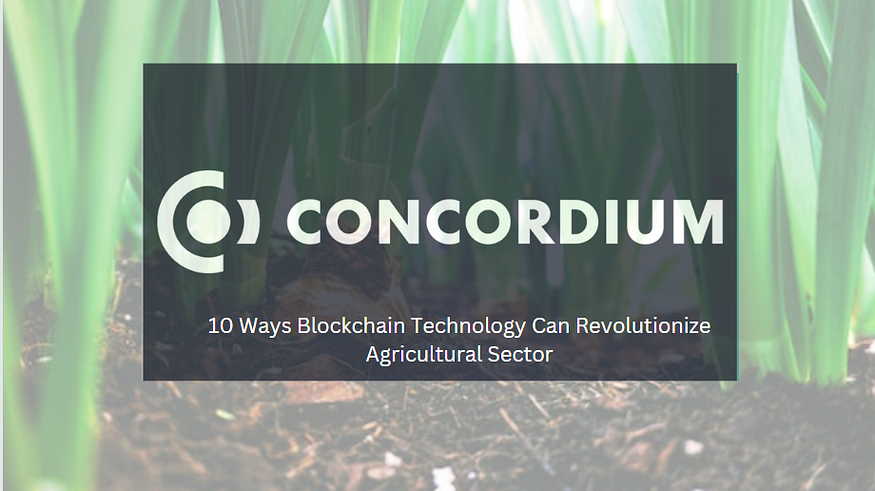 CONCORDIUM
10 Ways Blockchain Technology Can Revolutionize
Agricultural Sector